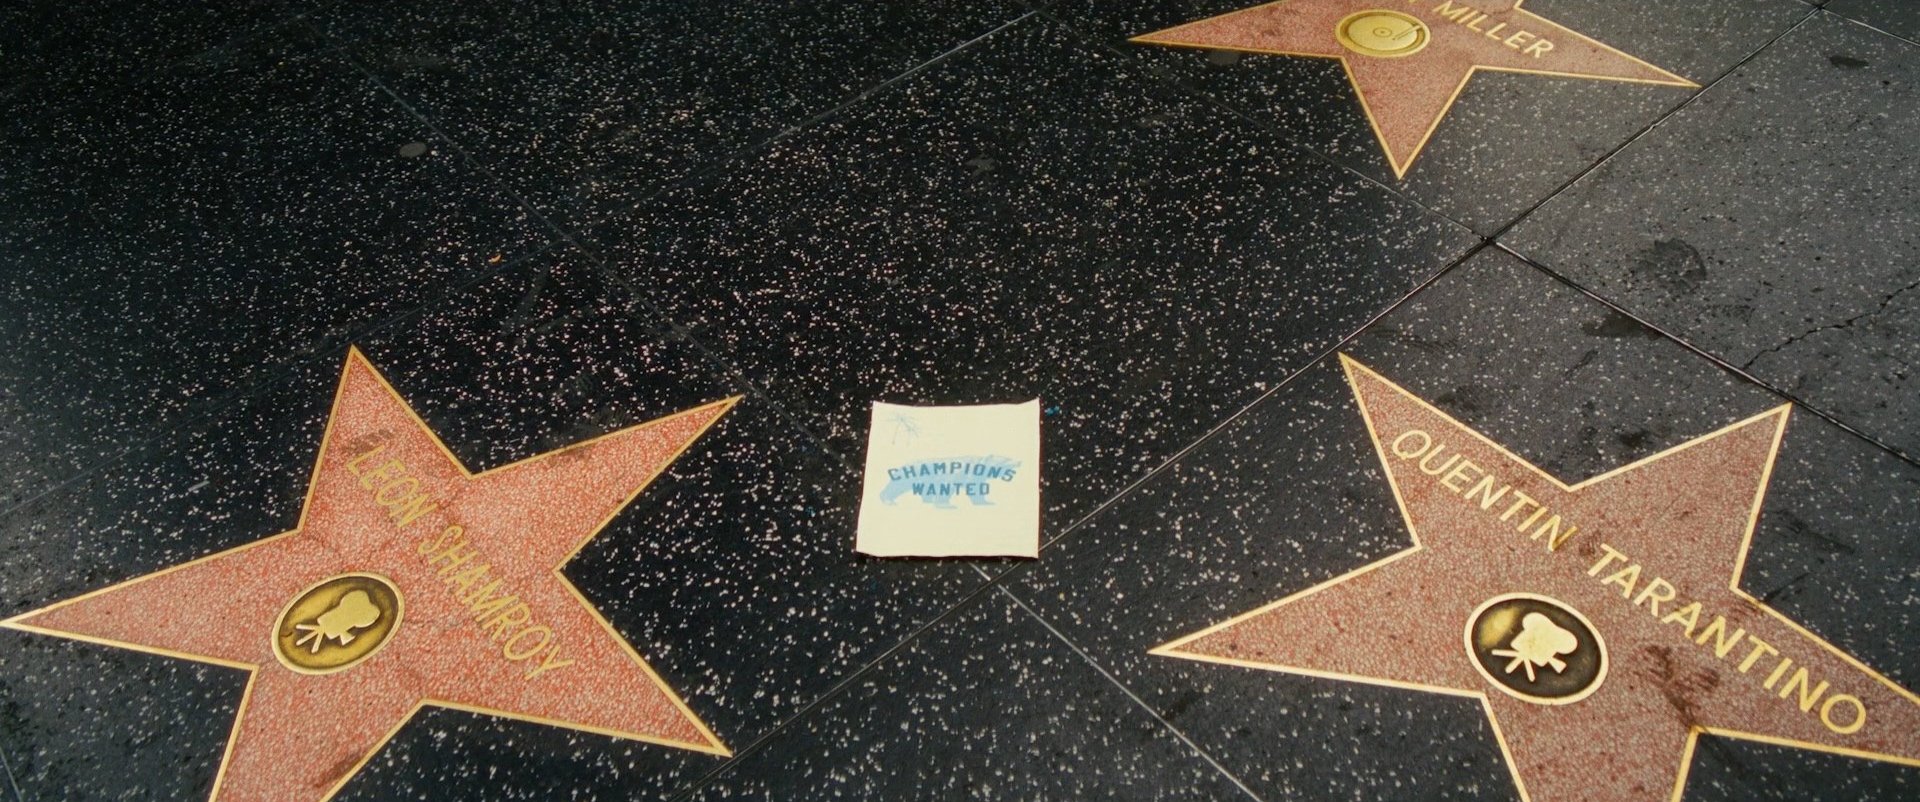 MILLER
LEON SHAMROY
CHAMPIONS
WANTED
QUENTIN TARANTINO